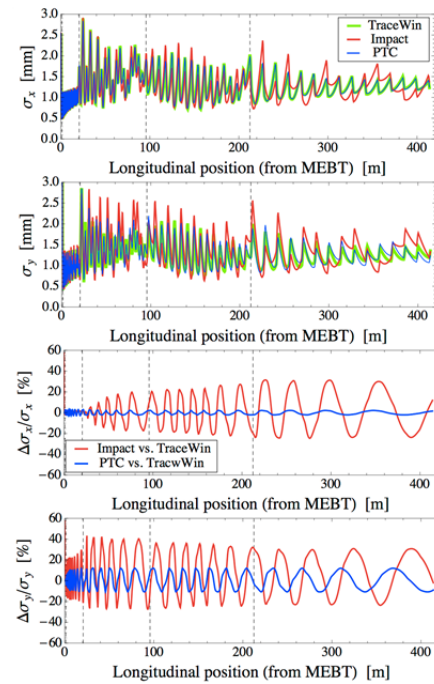 3.0
2.5
2.0
1.5
1.0
0.5
σx [mm]
TraceWin
Impact
PTC
0 100 200 300 400
Longitudinal position (from MEBT) [m]
3.0
2.5
2.0
1.5
1.0
0.5
0.0
σy [mm]
0 100 200 300 400
Longitudinal position (from MEBT) [m]
60
40
20
0
−20
−40
−60
Δσx/σx [%]
Impact vs. TraceWin
PTC vs. TracwWin
0 100 200 300 400
Longitudinal position (from MEBT) [m]
60
40
20
0
−20
−40
−60
Δσy/σy [%]
0 100 200 300 400
Longitudinal position (from MEBT) [m]